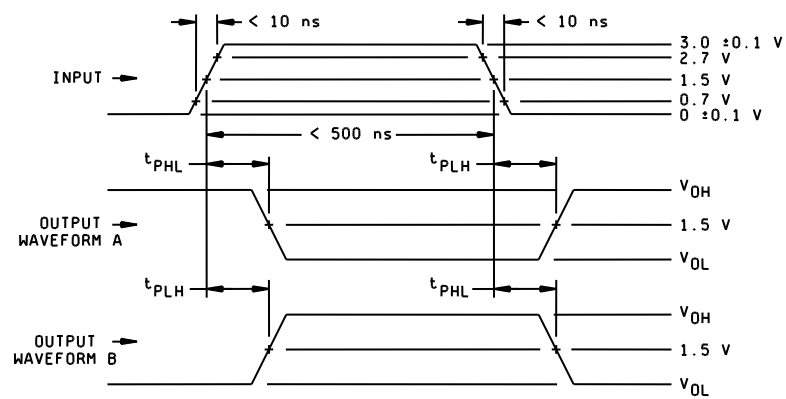 < 10 ns
< 10 ns
3.0 ±0.1 V
2.7 V
INPUT
1.5 V
0.7 V
0 ±0.1 V
< 500 ns
tPHL
tPLH
VOH
OUTPUT
WAVEFORM A
1.5 V
VOL
tPLH
tPHL
VOH
OUTPUT
WAVEFORM B
1.5 V
VOL